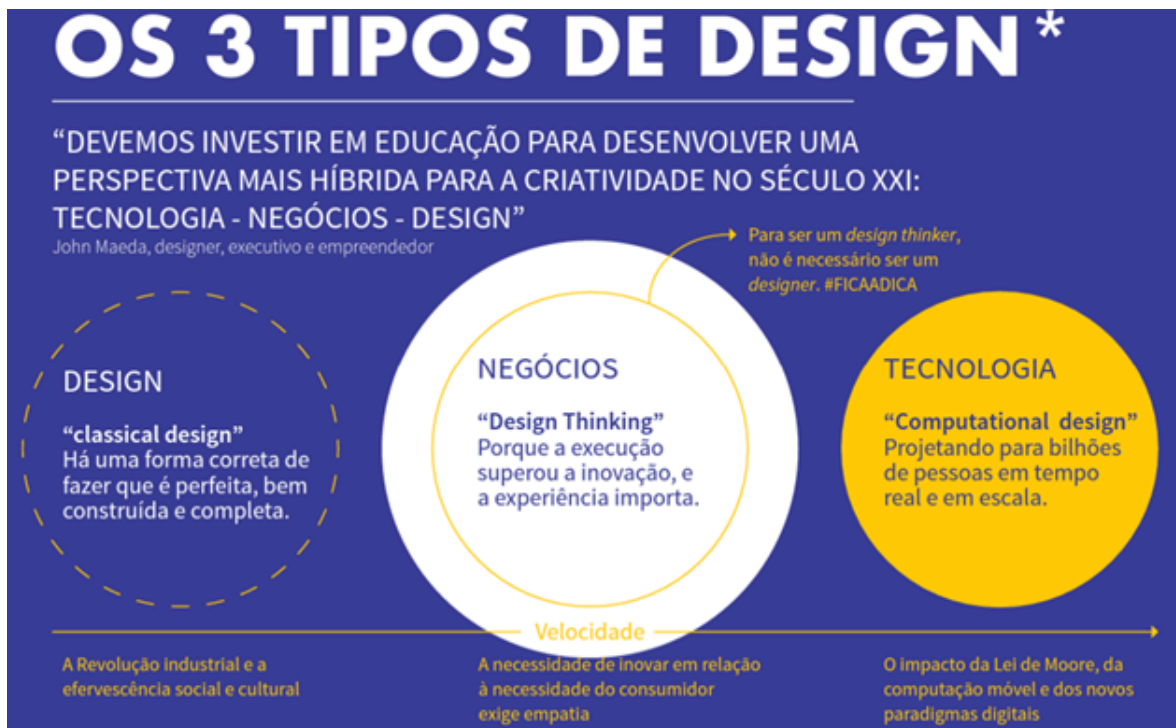 OS 3 TIPOS DE DESIGN*
“DEVEMOS INVESTIR EM EDUCAÇÃO PARA DESENVOLVER UMA
PERSPECTIVA MAIS HÍBRIDA PARA A CRIATIVIDADE NO SÉCULO XXI:
TECNOLOGIA - NEGÓCIOS - DESIGN”
John Maeda, designer, executivo e empreendedor
Para ser um design thinker,
não é necessário ser um
designer. #FICAADICA
DESIGN
“classical design”
Há uma forma correta de
fazer que é perfeita, bem
construída e completa.
NEGÓCIOS
“Design Thinking”
Porque a execução
superou a inovação, e
a experiência importa.
TECNOLOGIA
“Computational design”
Projetando para bilhões
de pessoas em tempo
real e em escala.
Velocidade
A Revolução industrial e a
efervescência social e cultural
A necessidade de inovar em relação
à necessidade do consumidor
exige empatia
O impacto da Lei de Moore, da
computação móvel e dos novos
paradigmas digitais